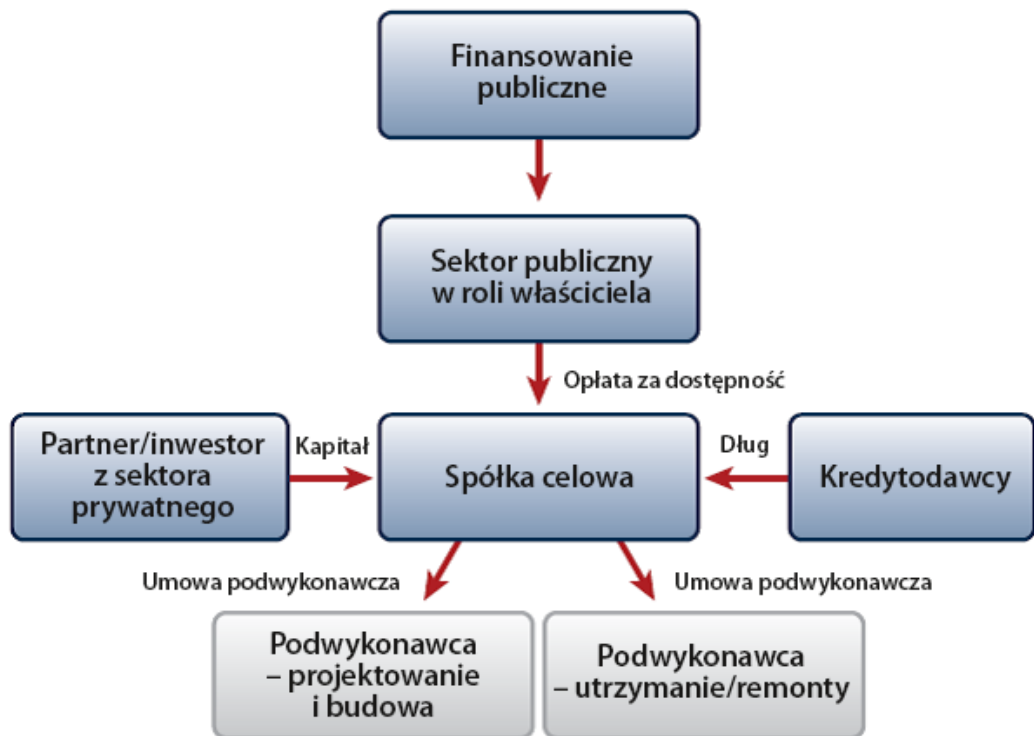 Finansowanie
publiczne
Sektor publiczny
w roli właściciela
Opłata za dostępność
Partner/inwestor
z sektora
prywatnego
Kapitał
Spółka celowa
Dług
Kredytodawcy
Umowa podwykonawcza
Umowa podwykonawcza
Podwykonawca
– projektowanie
i budowa
Podwykonawca
– utrzymanie/remonty